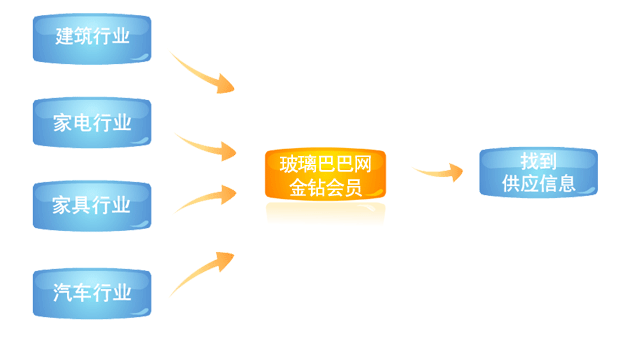 建筑行业
家电行业
家具行业
汽车行业
玻璃巴巴网
金钻会员
找到
供应信息